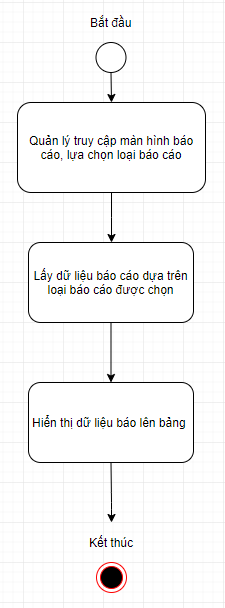 Bắt đầu
Quản lý truy cập màn hình báo
cáo, lựa chọn loại báo cáo
Lấy dữ liệu báo cáo dựa trên
loại báo cáo được chọn
Hiển thị dữ liệu báo lên bảng
Kết thúc